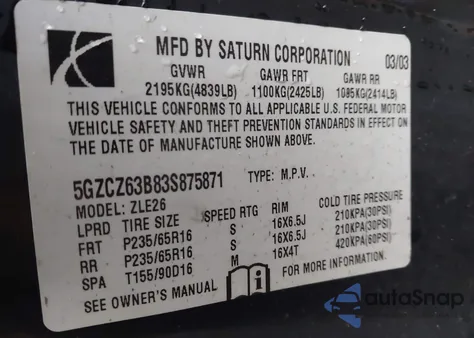 MFD BY SATURN CORPORATION 03/03
GVWR GAWR FRT GAWR RR
2195KG(4839LB) 1100KG(2425LB) 1095KG(2414LB)
THIS VEHICLE CONFORMS TO ALL APPLICABLE U.S. FEDERAL MOTOR
VEHICLE SAFETY AND THEFT PREVENTION STANDARDS IN EFFECT ON
THE DATE OF MANUFACTURE SHOWN ABOVE.
5GZCZ63B83S875871 TYPE: M.P.V.
MODEL: ZLE26
LPRD TIRE SIZE SPEED RTG RIM COLD TIRE PRESSURE
FRT P235/65R16 S 16X6.5J 210KPA(30PSI)
RR P235/65R16 S 16X6.5J 210KPA(30PSI)
SPA T155/90D16 M 16X4T 420KPA(60PSI)
SEE OWNER'S MANUAL i FOR MORE INFORMATION.
autoSnap